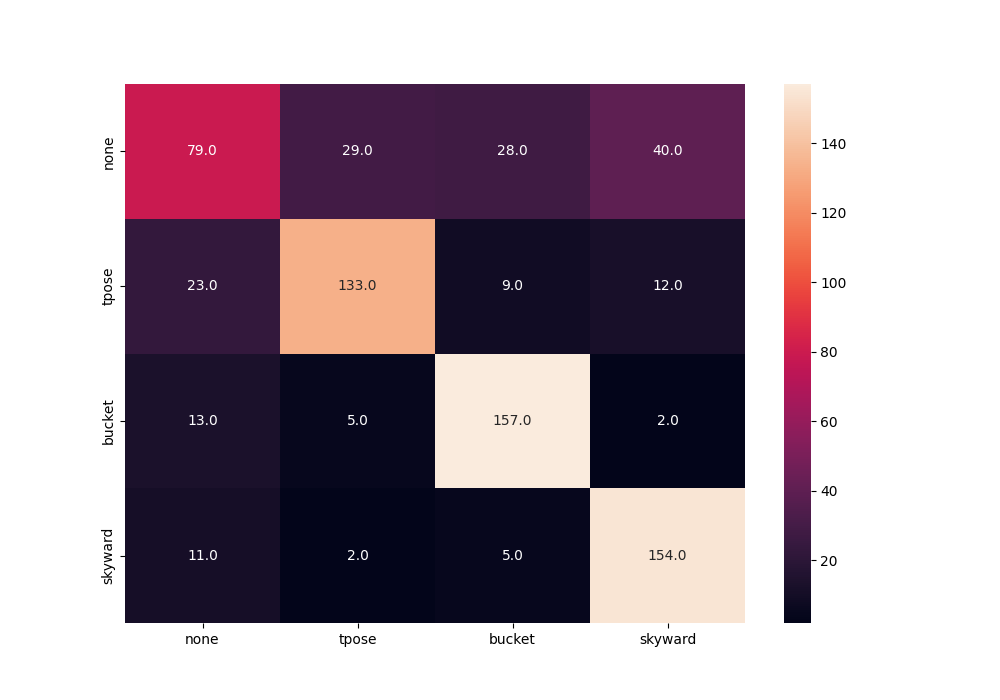 none 79.0 29.0 28.0 40.0
tpose 23.0 133.0 9.0 12.0
bucket 13.0 5.0 157.0 2.0
skyward 11.0 2.0 5.0 154.0
none tpose bucket skyward
140
120
100
80
60
40
20